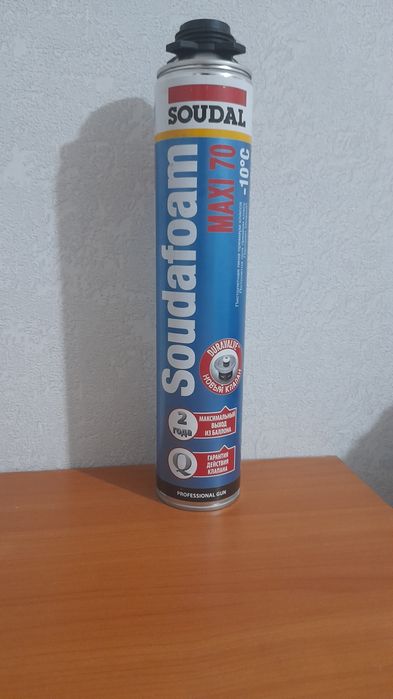 SOUDAL
Soudafoam
MAXI 70
-10°C
DURAVALVE
НОВЫЙ КЛАПАН
2
года
МАКСИМАЛЬНЫЙ
ВЫХОД
ИЗ БАЛЛОНА
Q
ГАРАНТИЯ
ДЕЙСТВИЯ
КЛАПАНА
PROFESSIONAL GUN